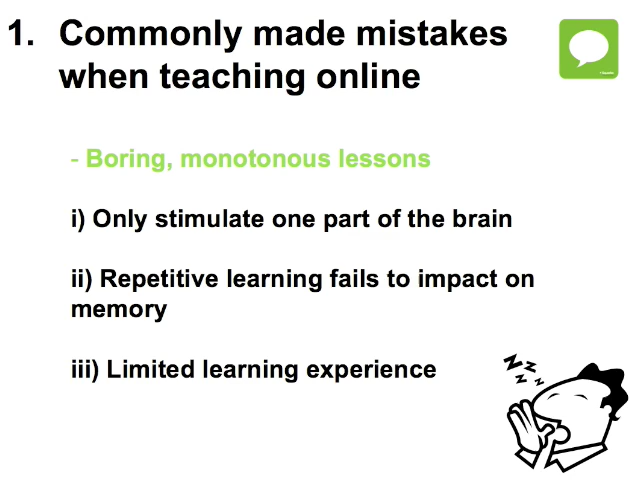 1. Commonly made mistakes
when teaching online
- Boring, monotonous lessons
i) Only stimulate one part of the brain
ii) Repetitive learning fails to impact on
memory
iii) Limited learning experience
z z
z z